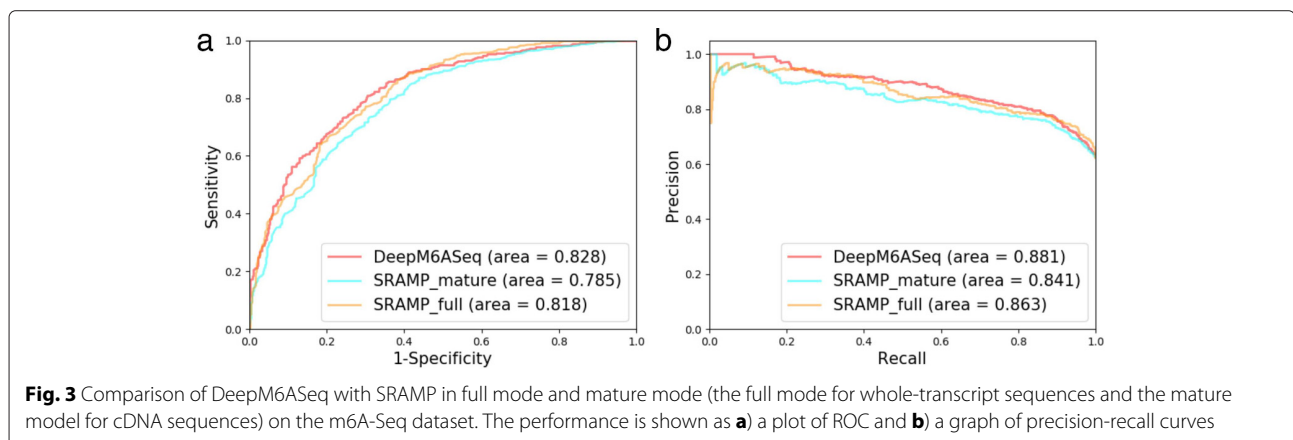 a
1.0
0.8
0.6
0.4
0.2
0.0
Sensitivity
DeepM6ASeq (area = 0.828)
SRAMP_mature (area = 0.785)
SRAMP_full (area = 0.818)
0.0 0.2 0.4 0.6 0.8 1.0
1-Specificity
b
1.0
0.8
0.6
0.4
0.2
0.0
Precision
DeepM6ASeq (area = 0.881)
SRAMP_mature (area = 0.841)
SRAMP_full (area = 0.863)
0.0 0.2 0.4 0.6 0.8 1.0
Recall
Fig. 3 Comparison of DeepM6ASeq with SRAMP in full mode and mature mode (the full mode for whole-transcript sequences and the mature
model for cDNA sequences) on the m6A-Seq dataset. The performance is shown as a) a plot of ROC and b) a graph of precision-recall curves